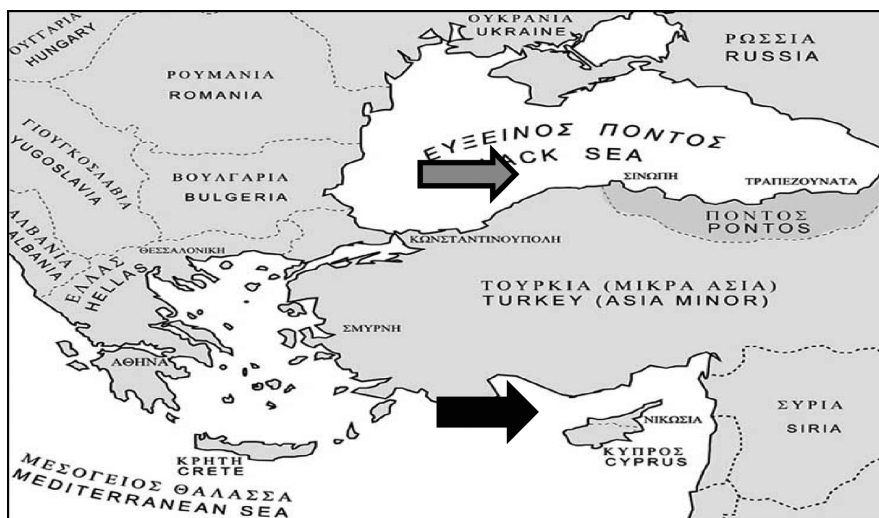 ΟΥΓΓΑΡΙΑ
HUNGARY
ΟΥΚΡΑΝΙΑ
UKRAINE
ΡΩΣΣΙΑ
RUSSIA
ΡΟΥΜΑΝΙΑ
ROMANIA
ΓΙΟΥΓΚΟΣΛΑΒΙΑ
YUGOSLAVIA
ΕΥΞΕΙΝΟΣ ΠΟΝΤΟΣ
ACK SEA
ΒΟΥΛΓΑΡΙΑ
BULGERIA
ΣΙΝΩΠΗ
ΤΡΑΠΕΖΟΥΝΑΤΑ
ΠΟΝΤΟΣ
PONTOS
ΑΛΒΑΝΙΑ
ALBANIA
ΘΕΣΣΑΛΟΝΙΚΗ
ΚΩΝΣΤΑΝΤΙΝΟΥΠΟΛΗ
ΕΛΛΑΣ
HELLAS
ΤΟΥΡΚΙΑ (ΜΙΚΡΑ ΑΣΙΑ)
TURKEY (ASIA MINOR)
ΣΜΥΡΝΗ
ΑΘΗΝΑ
ΣΥΡΙΑ
SIRIA
ΝΙΚΩΣΙΑ
ΚΥΠΡΟΣ
CYPRUS
ΚΡΗΤΗ
CRETE
ΜΕΣΟΓΕΙΟΣ ΘΑΛΑΣΣΑ
MEDITERRANEAN SEA